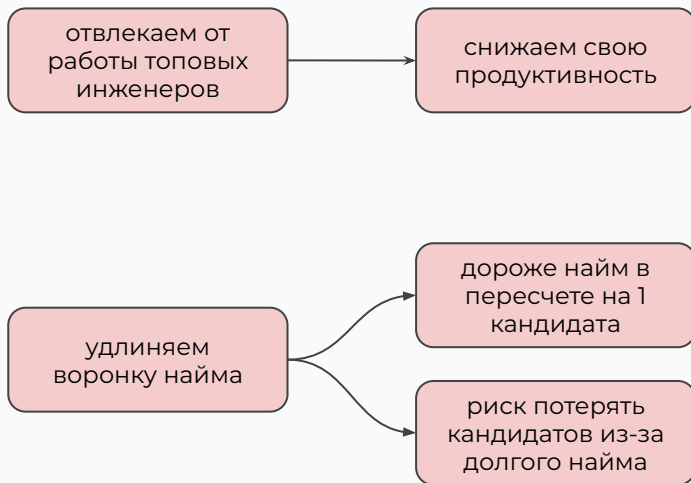 отвлекаем от
работы топовых
инженеров
снижаем свою
продуктивность
удлиняем
воронку найма
дороже найм в
пересчете на 1
кандидата
риск потерять
кандидатов из-за
долгого найма